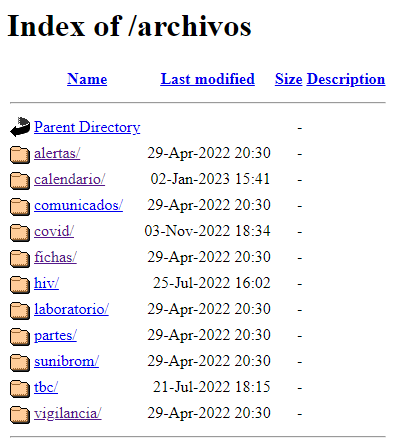 Index of /archivos
Name Last modified Size Description
Parent Directory -
alertas/ 29-Apr-2022 20:30 -
calendario/ 02-Jan-2023 15:41 -
comunicados/ 29-Apr-2022 20:30 -
covid/ 03-Nov-2022 18:34 -
fichas/ 29-Apr-2022 20:30 -
hiv/ 25-Jul-2022 16:02 -
laboratorio/ 29-Apr-2022 20:30 -
partes/ 29-Apr-2022 20:30 -
sunibrom/ 29-Apr-2022 20:30 -
tbc/ 21-Jul-2022 18:15 -
vigilancia/ 29-Apr-2022 20:30 -